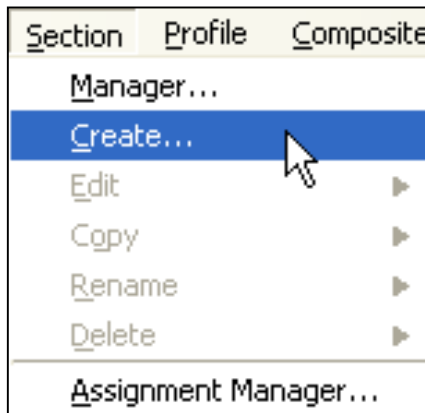 Section Profile Composite
Manager...
Create...
Edit
Copy
Rename
Delete
Assignment Manager...